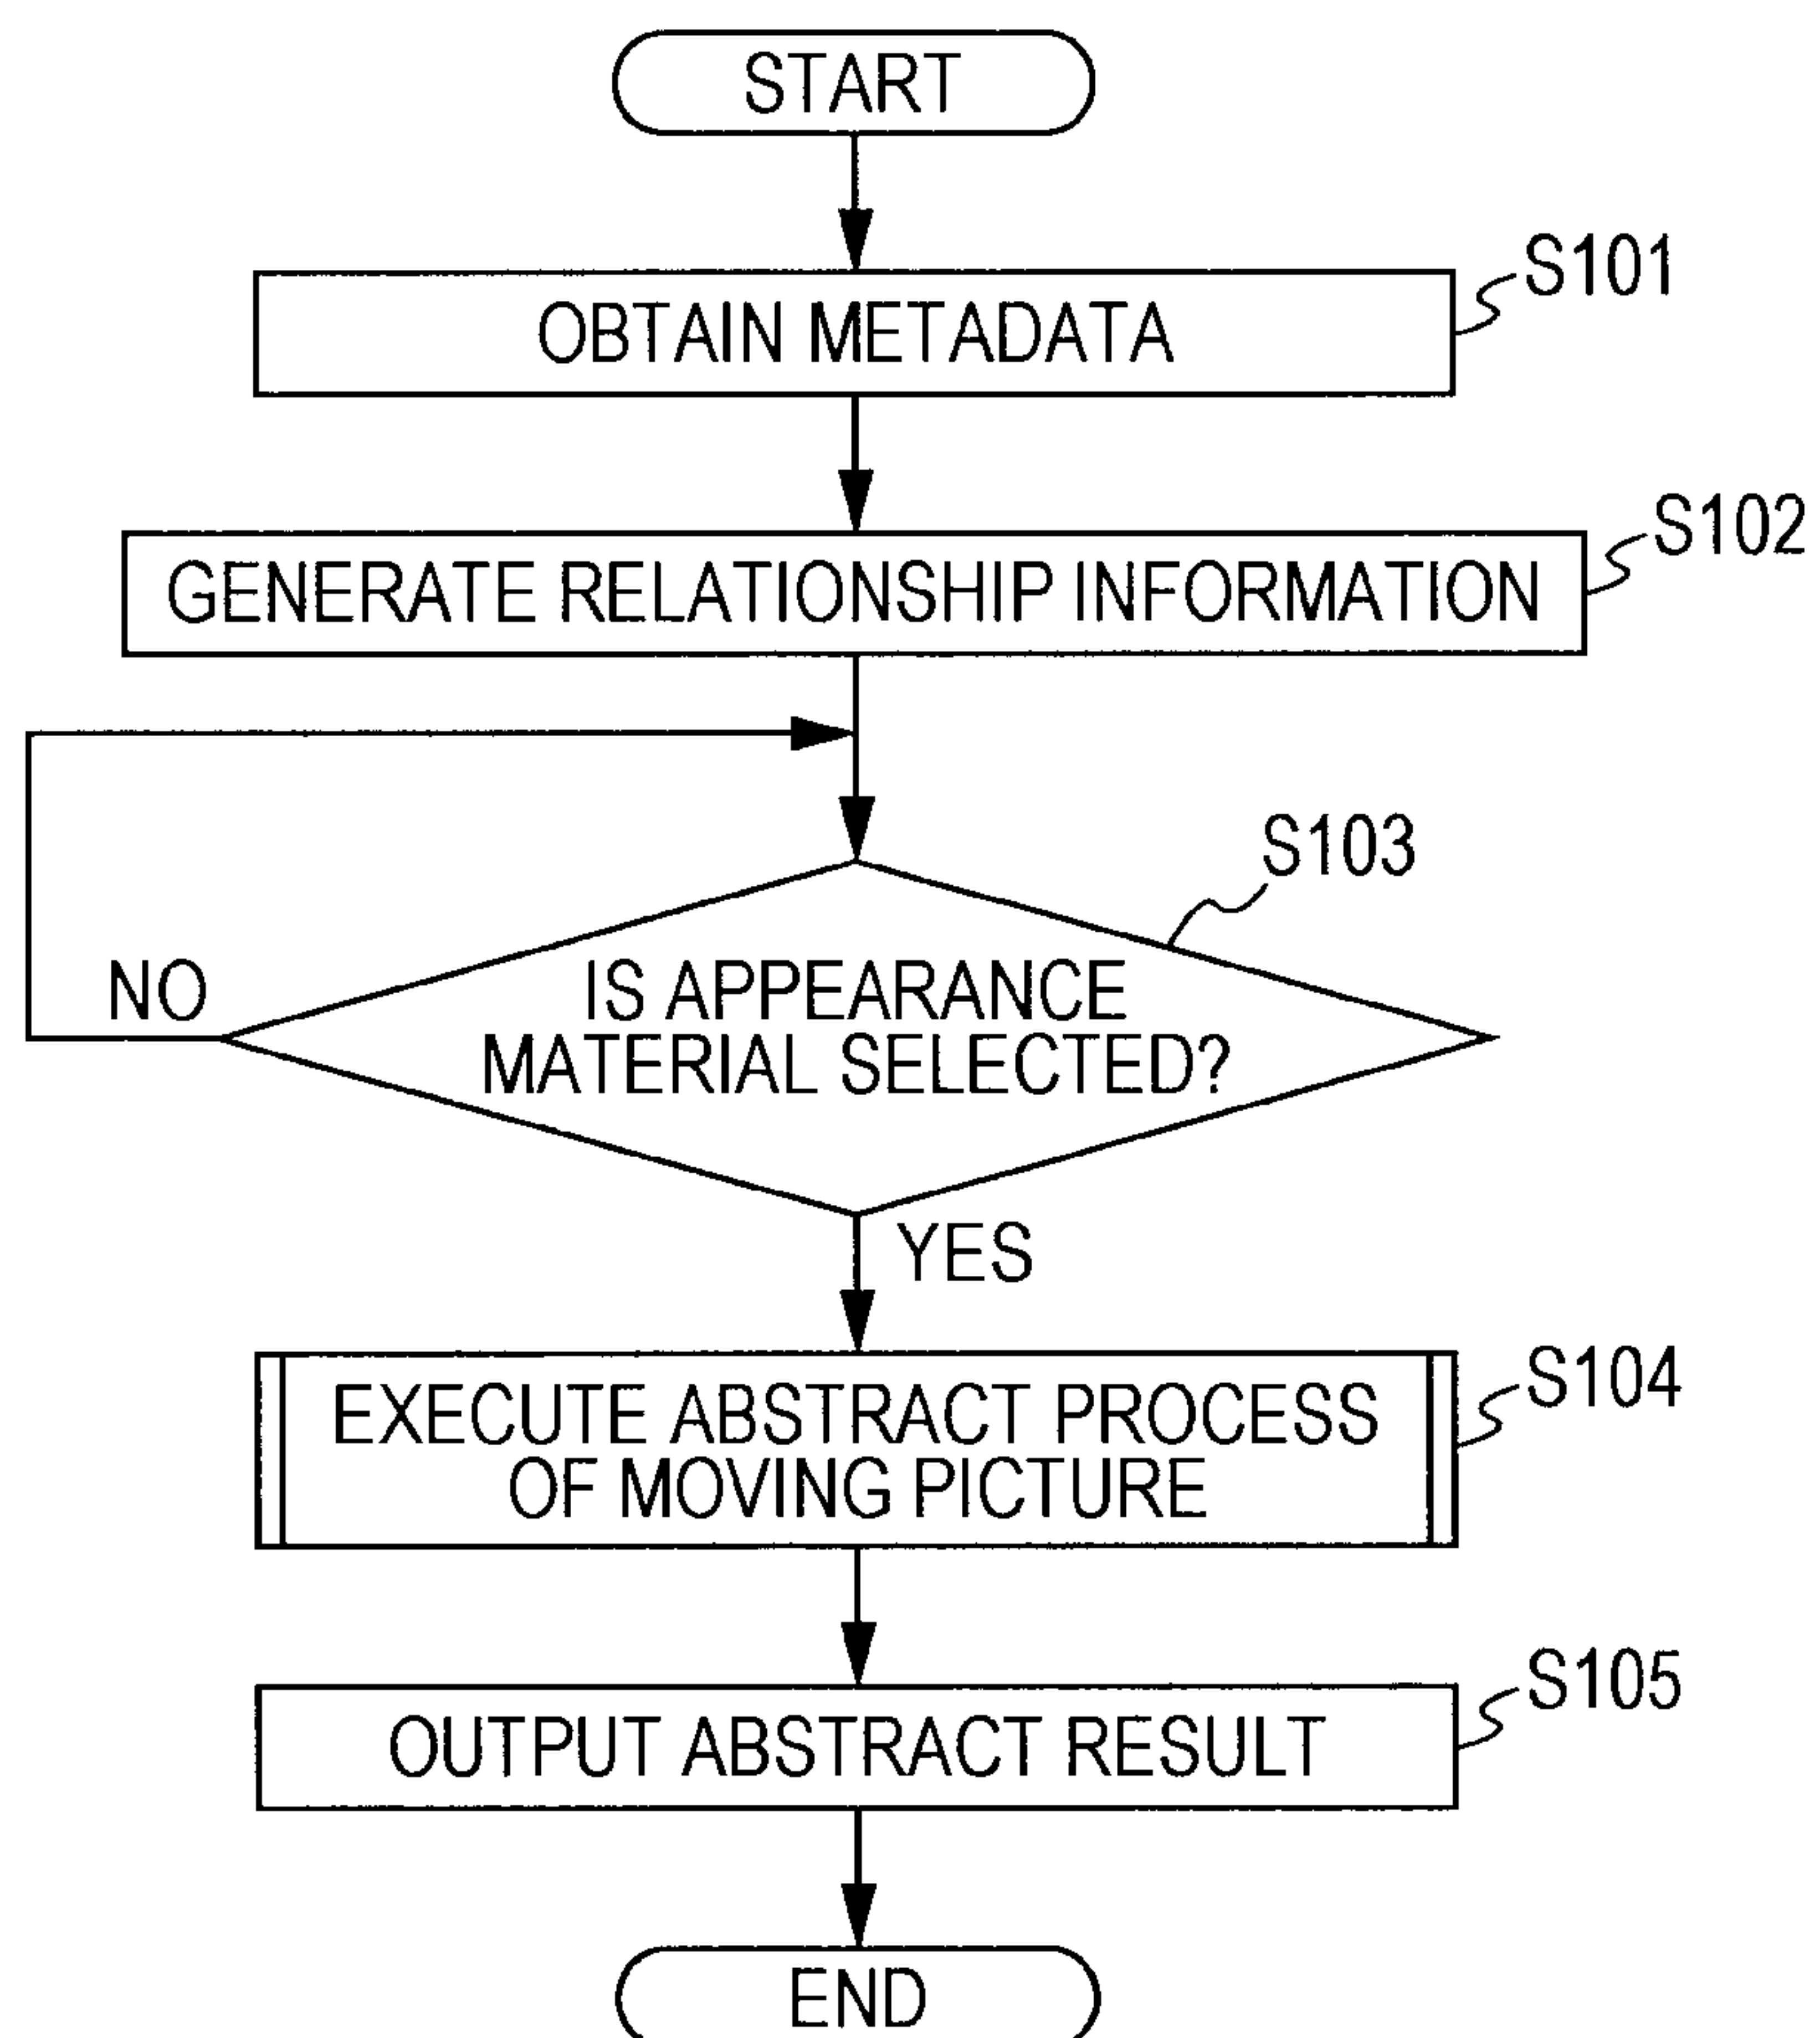 START
S101
OBTAIN METADATA
S102
GENERATE RELATIONSHIP INFORMATION
S103
NO
IS APPEARANCE
MATERIAL SELECTED?
YES
S104
EXECUTE ABSTRACT PROCESS
OF MOVING PICTURE
S105
OUTPUT ABSTRACT RESULT
END